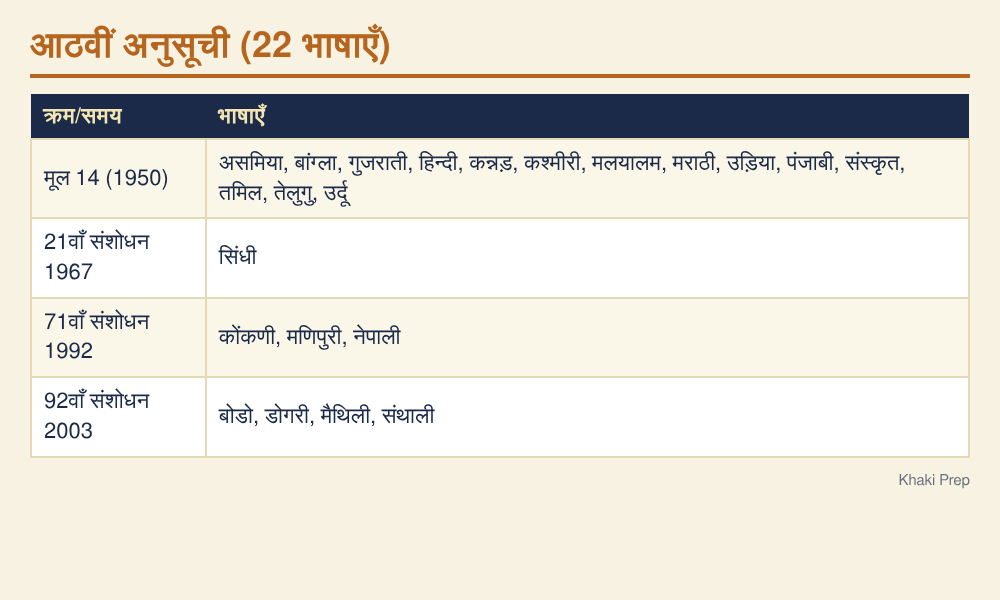 आठवीं अनुसूची (22 भाषाएँ)
क्रम/समय भाषाएँ
मूल 14 (1950) असमिया, बांग्ला, गुजराती, हिन्दी, कन्नड़, कश्मीरी, मलयालम, मराठी, उड़िया, पंजाबी, संस्कृत,
तमिल, तेलुगु, उर्दू
21वाँ संशोधन
1967
सिंधी
71वाँ संशोधन
1992
कोंकणी, मणिपुरी, नेपाली
92वाँ संशोधन
2003
बोडो, डोगरी, मैथिली, संथाली
Khaki Prep